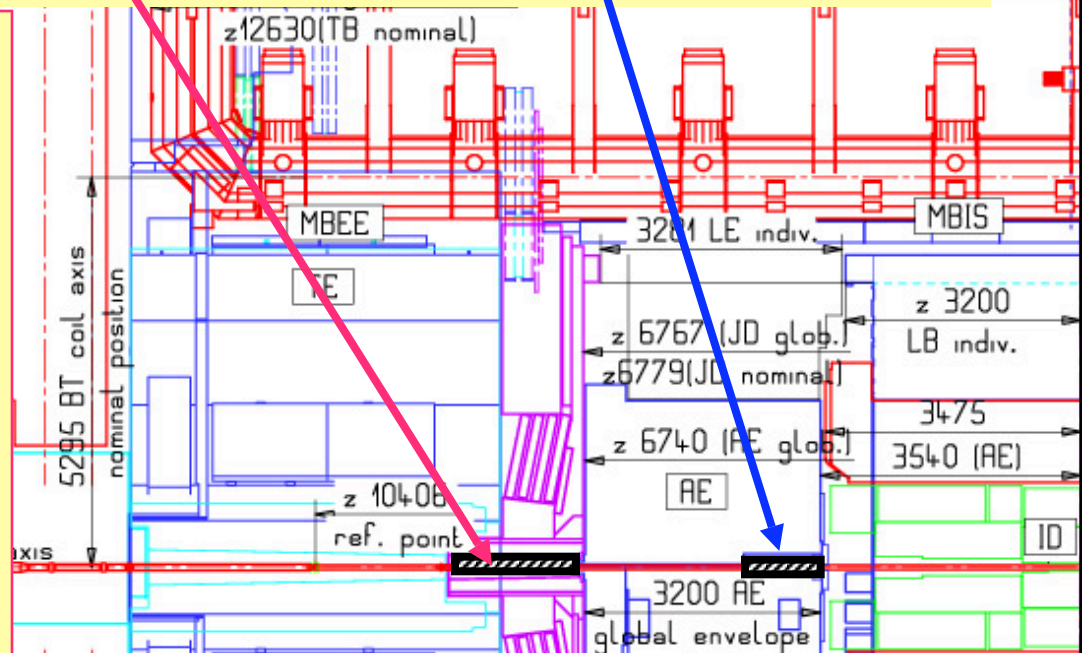 z12630(TB nominal)
MBEE
MBIS
3281 LE indiv.
TE
z 3200
LB indiv.
z 6767 (JD glob.)
z6779(JD nominal)
5295 BT coil axis
nominal position
3475
z 6740 (AE glob.)
3540 (AE)
AE
z 10406
ref. point
ID
axis
3200 AE
global envelope